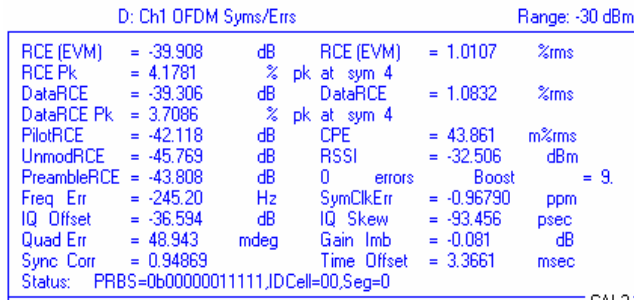 D: Ch1 OFDM Syms/Errs Range: -30 dBm
RCE (EVM) = -39.908 dB RCE (EVM) = 1.0107 %rms
RCE Pk = 4.1781 % pk at sym 4
DataRCE = -39.306 dB DataRCE = 1.0832 %rms
DataRCE Pk = 3.7086 % pk at sym 4
PilotRCE = -42.118 dB CPE = 43.861 m%rms
UnmodRCE = -45.769 dB RSSI = -32.506 dBm
PreambleRCE = -43.808 dB 0 errors Boost = 9.
Freq Err = -245.20 Hz SymClkErr = -0.96790 ppm
IQ Offset = -36.594 dB IQ Skew = -93.456 psec
Quad Err = 48.943 mdeg Gain Imb = -0.081 dB
Sync Corr = 0.94869 Time Offset = 3.3661 msec
Status: PRBS=0b00000011111,IDCell=00,Seg=0